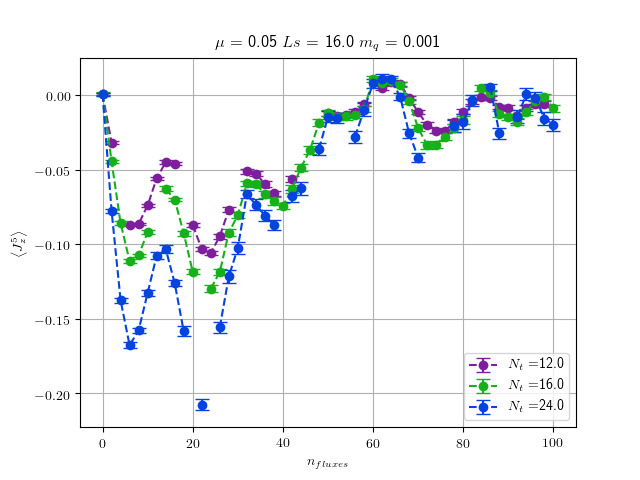 μ = 0.05 Ls = 16.0 m_q = 0.001
⟨J_z^5⟩
0.00
−0.05
−0.10
−0.15
−0.20
0 20 40 60 80 100
n_fluxes
N_t =12.0
N_t =16.0
N_t =24.0